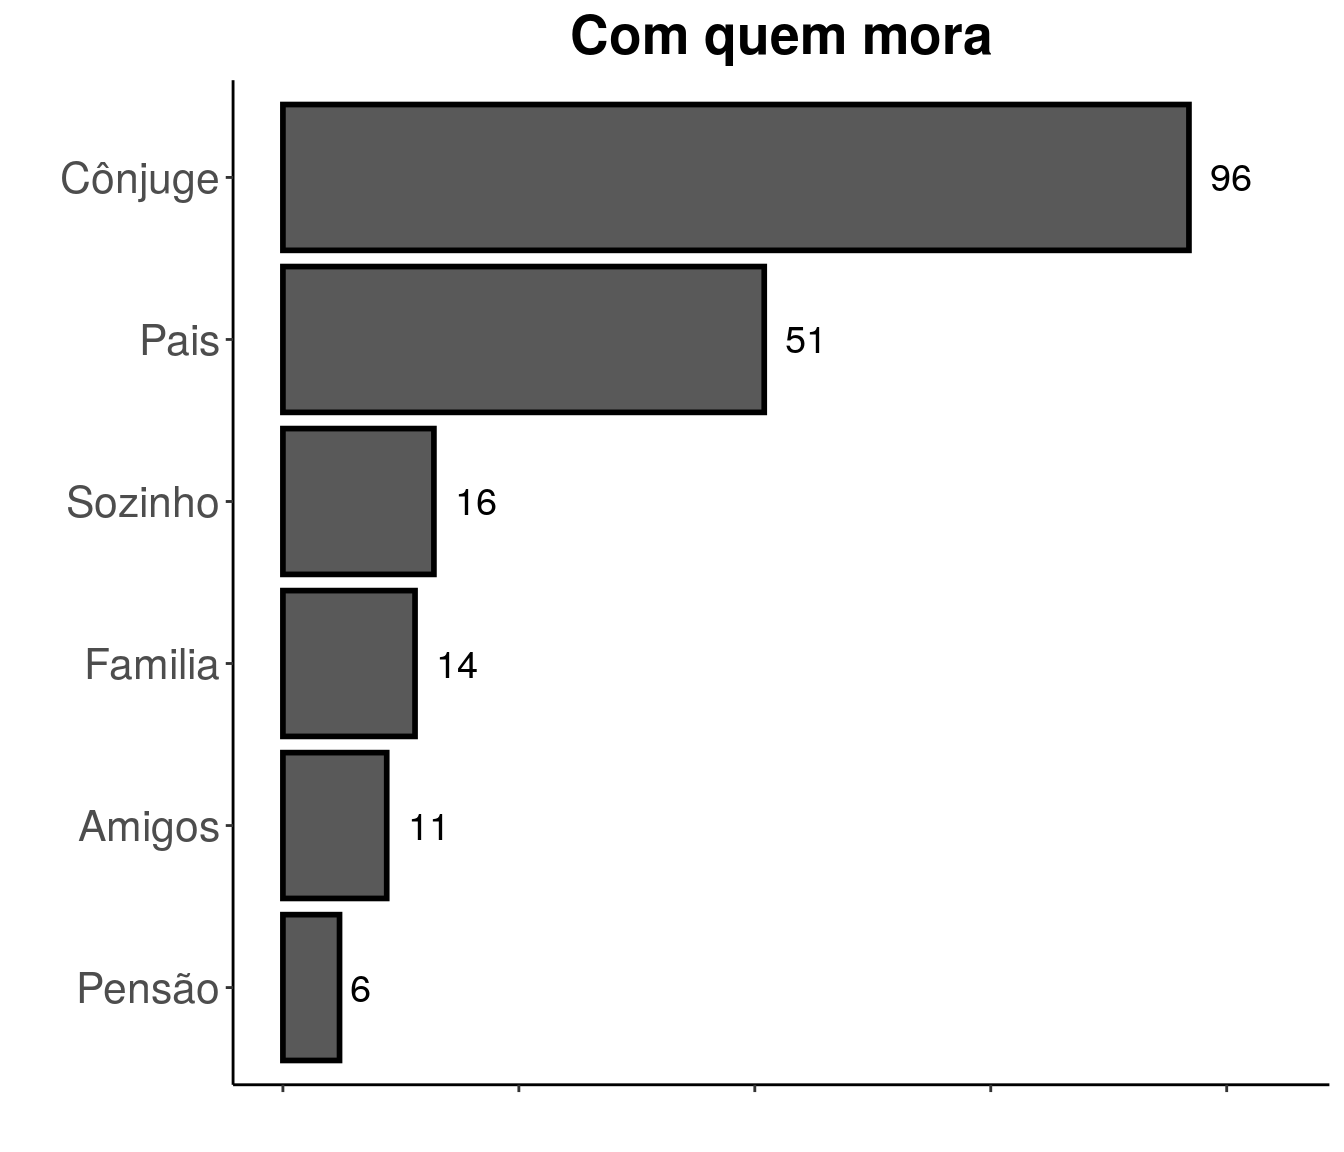 Com quem mora
Cônjuge 96
Pais 51
Sozinho 16
Familia 14
Amigos 11
Pensão 6